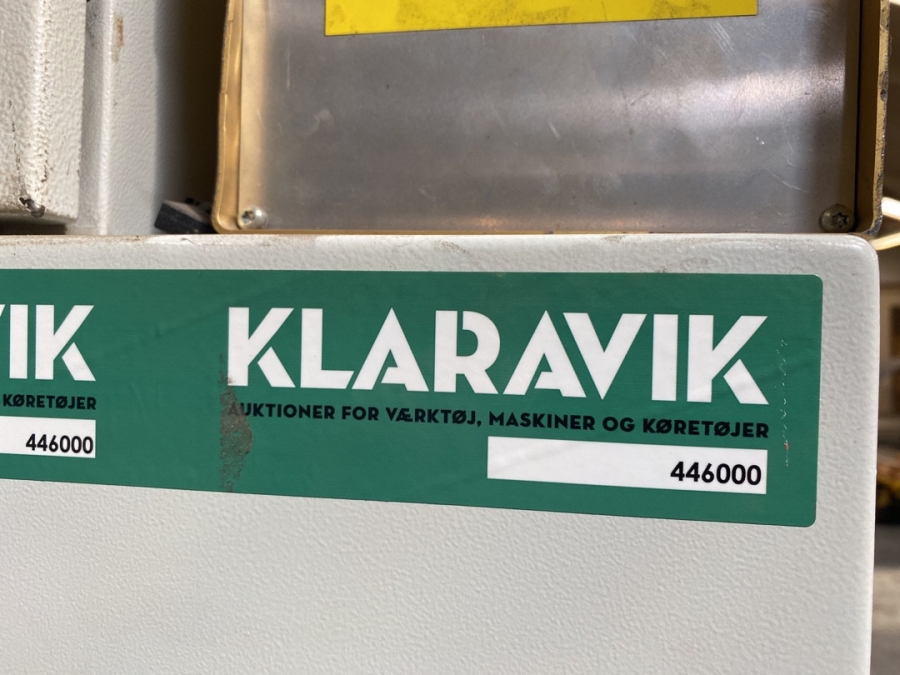 VIK
KØRETØJER
446000
KLARAVIK
AUKTIONER FOR VÆRKTØJ, MASKINER OG KØRETØJER
446000